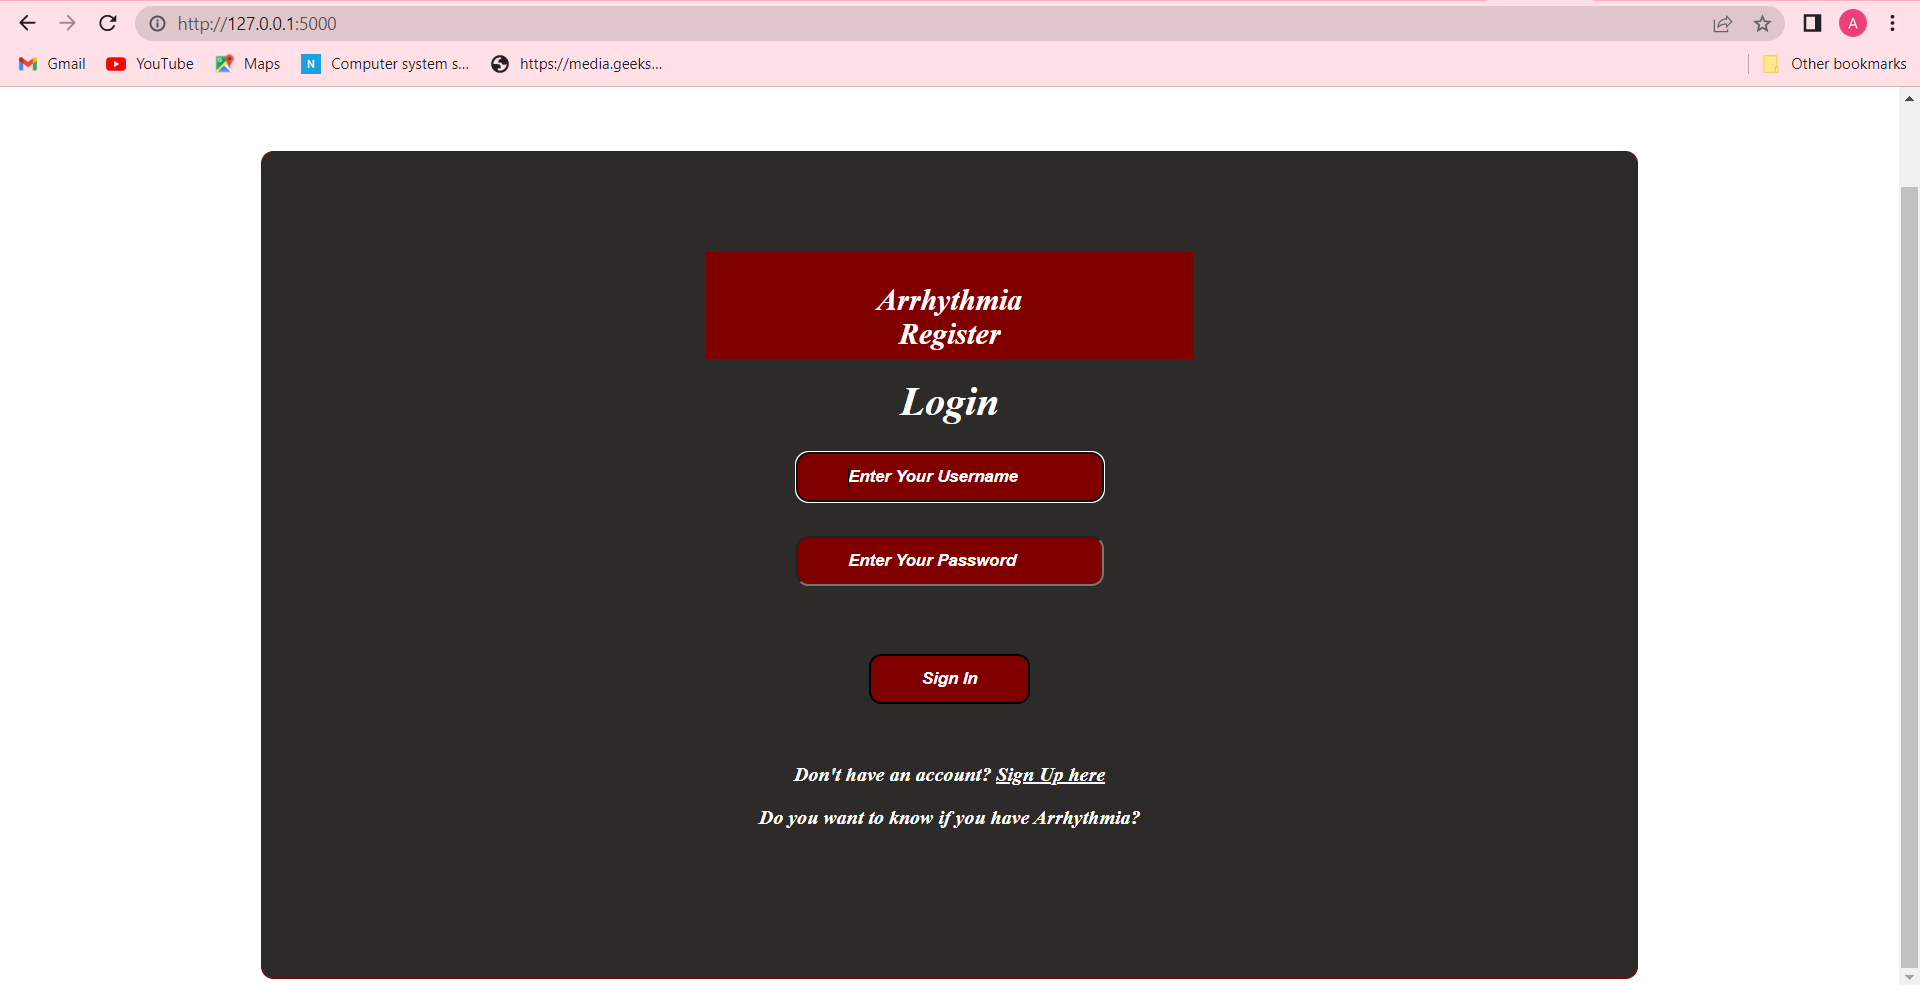 http://127.0.0.1:5000
A
Gmail YouTube Maps N Computer system s... https://media.geeks... Other bookmarks
Arrhythmia
Register
Login
Enter Your Username
Enter Your Password
Sign In
Don't have an account? Sign Up here
Do you want to know if you have Arrhythmia?